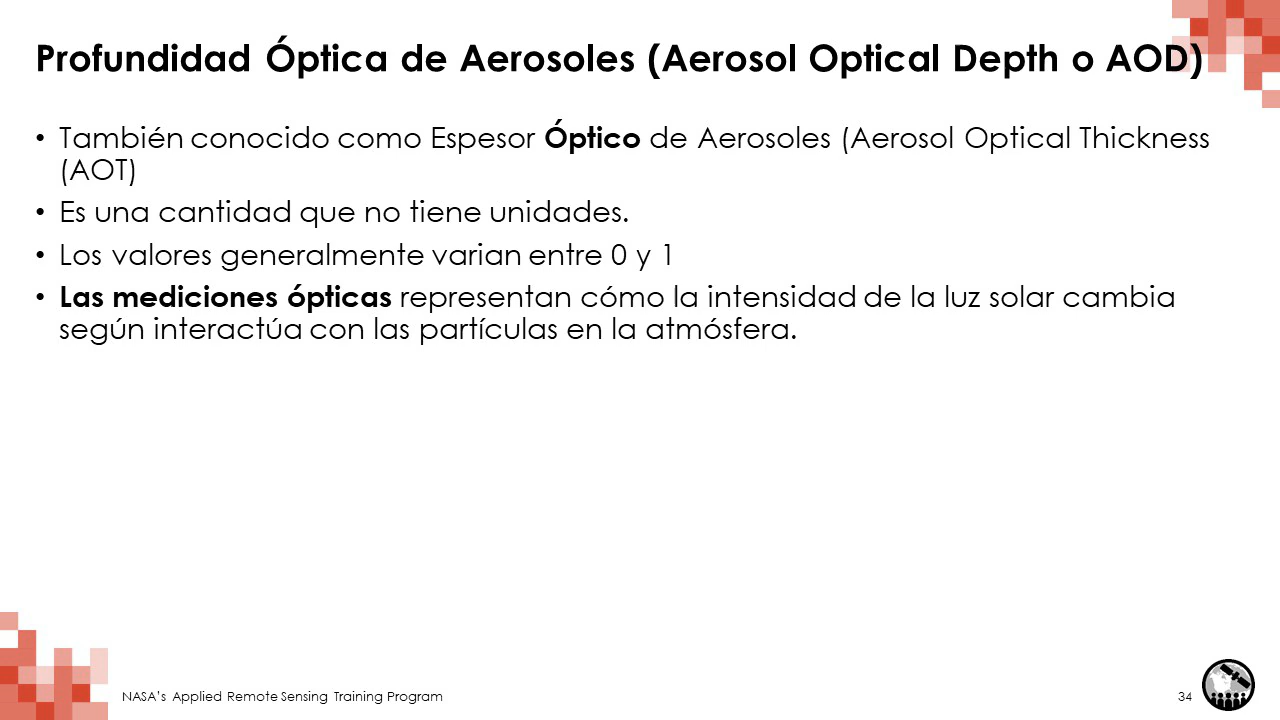 Profundidad Óptica de Aerosoles (Aerosol Optical Depth o AOD)
• También conocido como Espesor Óptico de Aerosoles (Aerosol Optical Thickness
(AOT)
• Es una cantidad que no tiene unidades.
• Los valores generalmente varian entre 0 y 1
• Las mediciones ópticas representan cómo la intensidad de la luz solar cambia
según interactúa con las partículas en la atmósfera.
NASA's Applied Remote Sensing Training Program
34